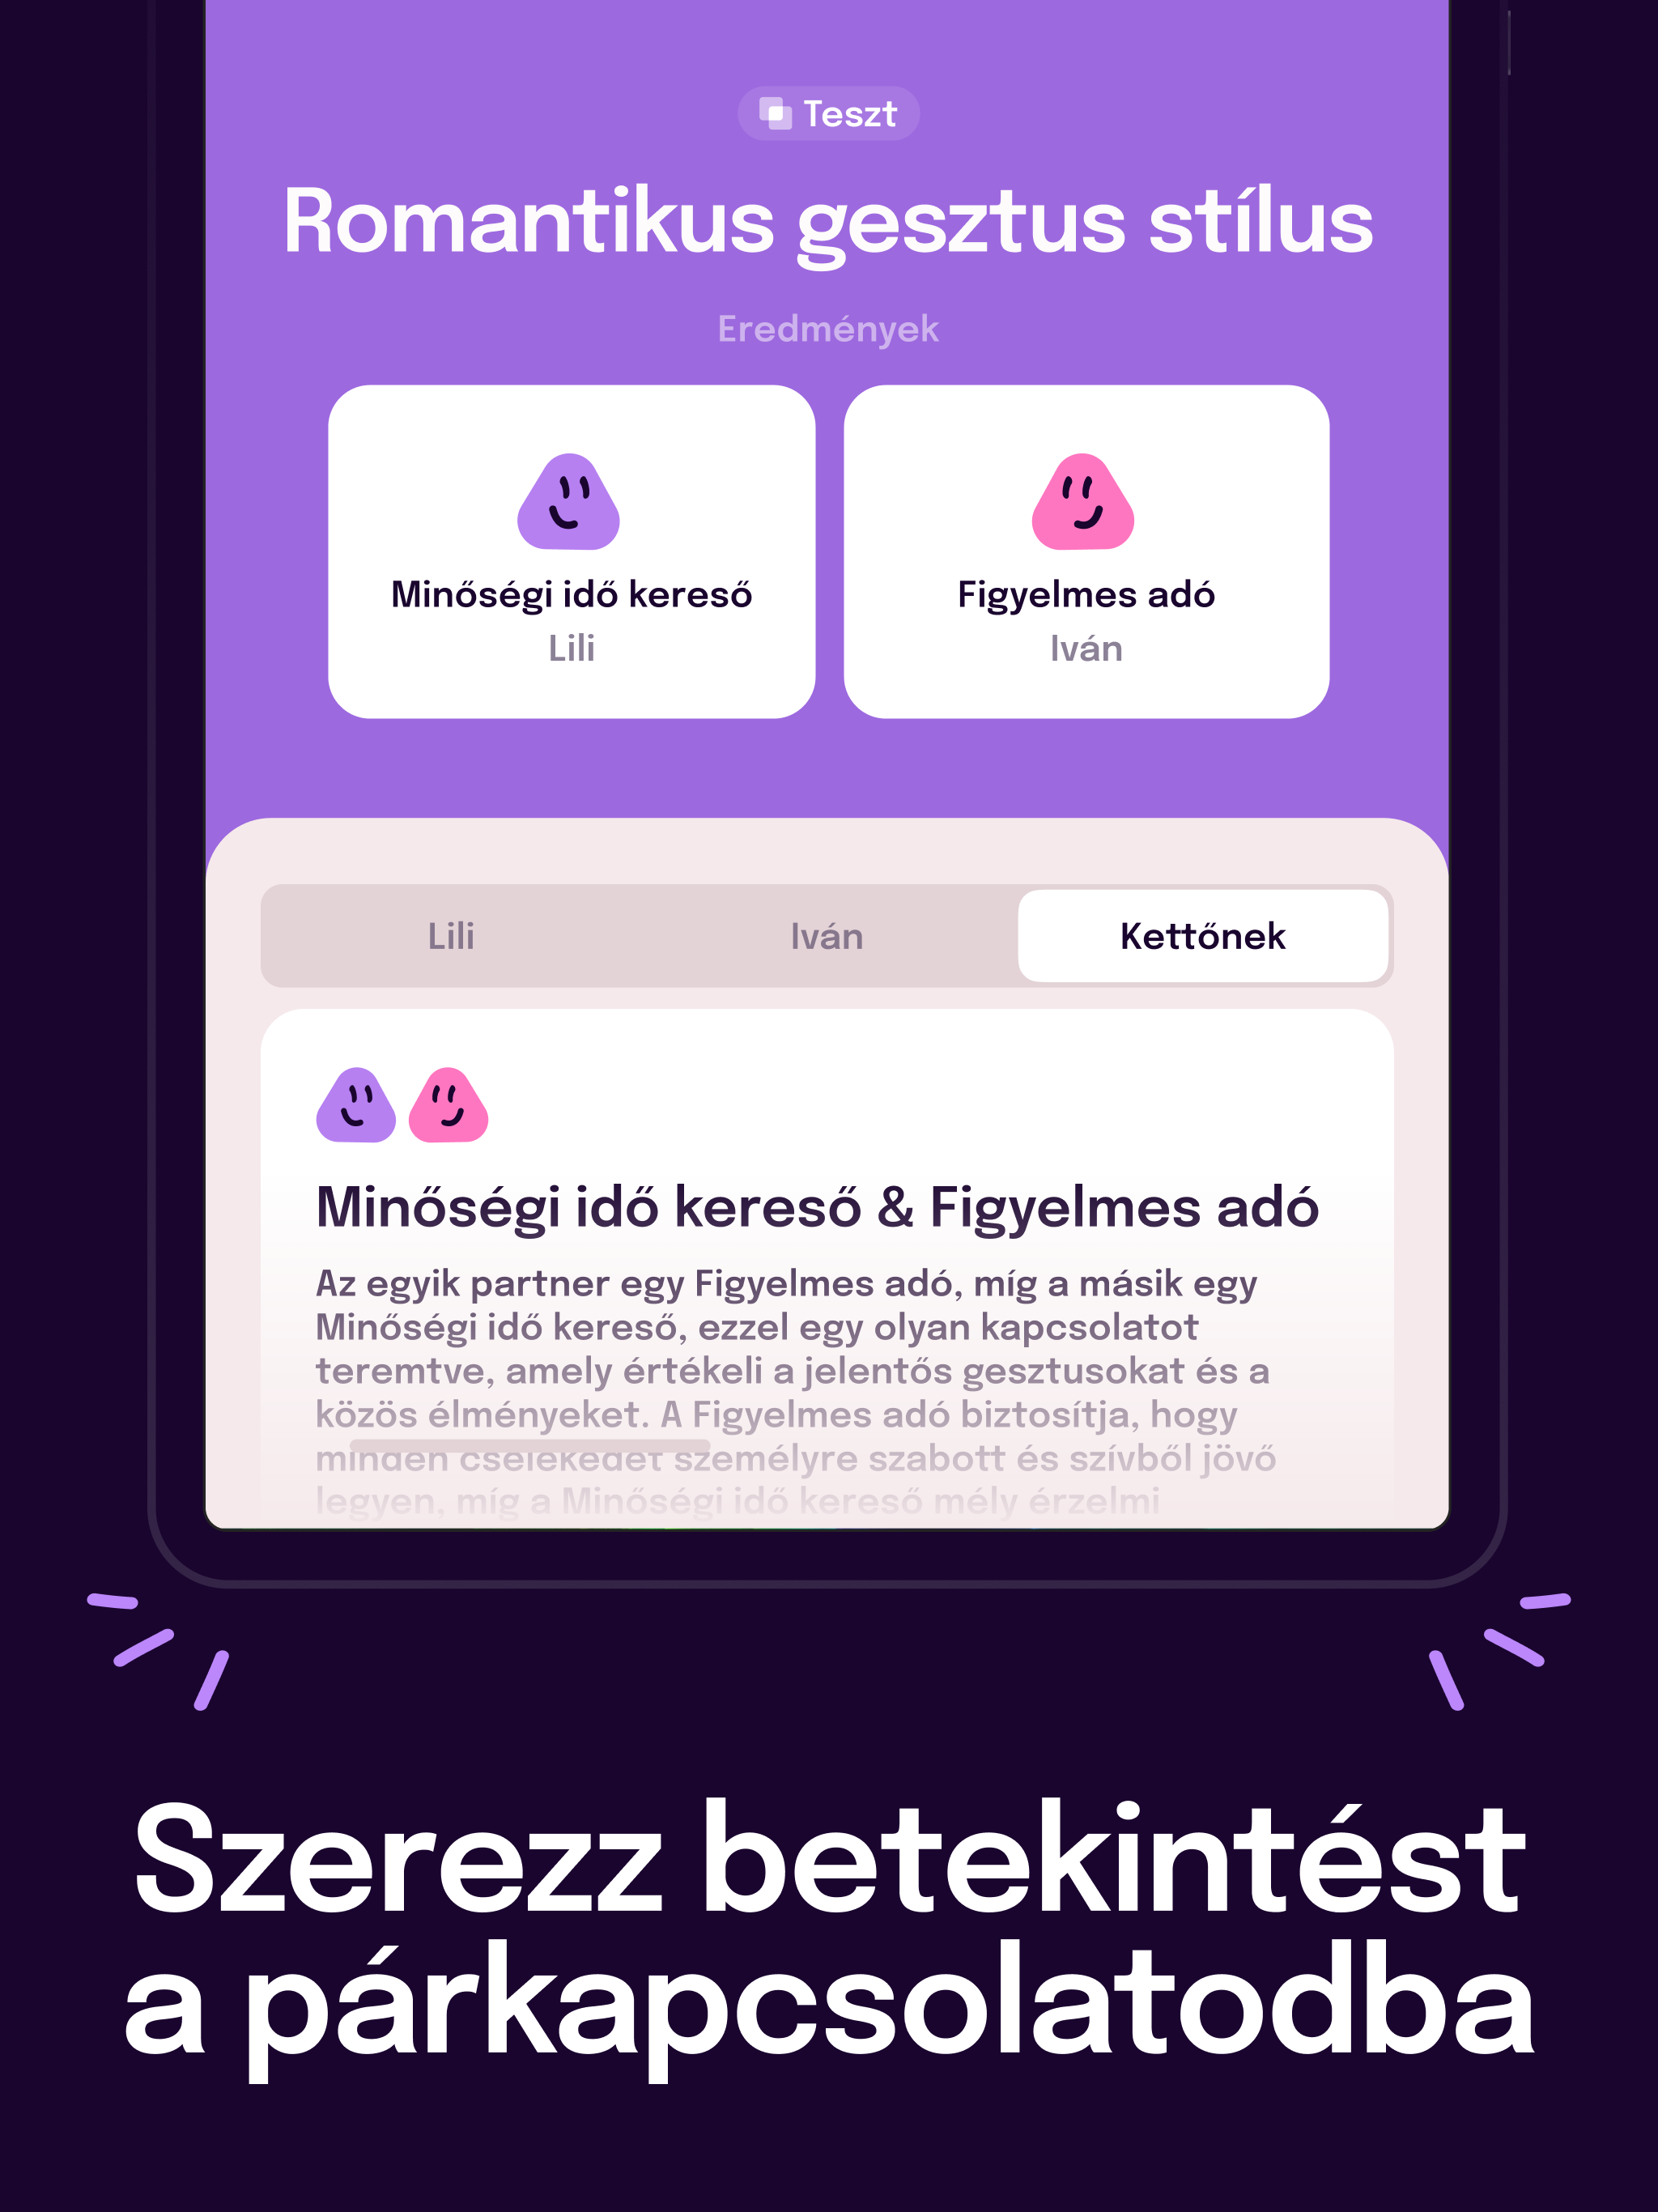 Teszt
Romantikus gesztus stílus
Eredmények
Minőségi idő kereső
Lili
Figyelmes adó
Iván
Lili
Iván
Kettőnek
Minőségi idő kereső & Figyelmes adó
Az egyik partner egy Figyelmes adó, míg a másik egy
Minőségi idő kereső, ezzel egy olyan kapcsolatot
teremtve, amely értékeli a jelentős gesztusokat és a
közös élményeket. A Figyelmes adó biztosítja, hogy
minden cselekedet személyre szabott és szívből jövő
legyen, míg a Minőségi idő kereső mély érzelmi
Szerezz betekintést
a párkapcsolatodba